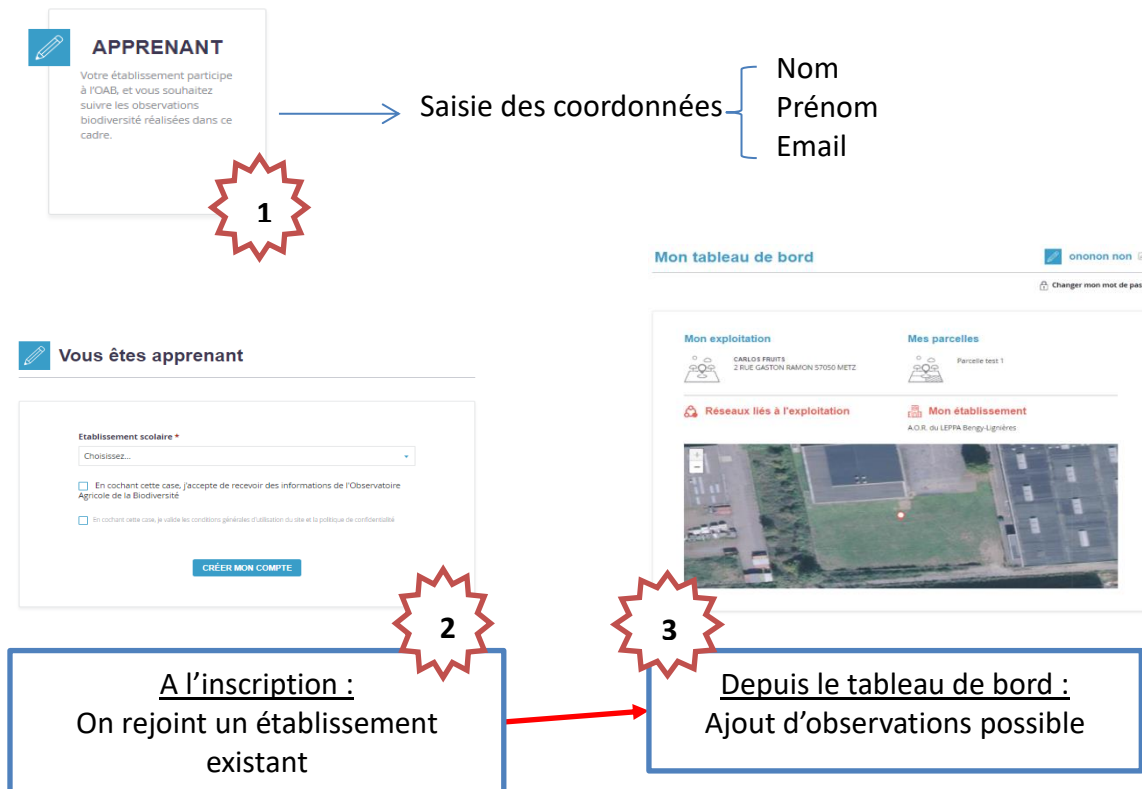 APPRENANT
Votre établissement participe
à l'OAB, et vous souhaitez
suivre les observations
biodiversité réalisées dans ce
cadre.
1
Saisie des coordonnées
Nom
Prénom
Email
Vous êtes apprenant
Etablissement scolaire *
Choisissez...
En cochant cette case, j'accepte de recevoir des informations de l'Observatoire
Agricole de la Biodiversité
En cochant cette case, je valide les conditions générales d'utilisation du site et la politique de confidentialité
CRÉER MON COMPTE
2
A l'inscription :
On rejoint un établissement
existant
Mon tableau de bord
ononon non
Changer mon mot de pas
Mon exploitation
CARLOS FRUITS
2 RUE GASTON RAMON 57050 METZ
Mes parcelles
Parcelle test 1
Réseaux liés à l'exploitation
Mon établissement
A.O.R. du LEPPA Bengy-Lignières
+
−
3
Depuis le tableau de bord :
Ajout d'observations possible